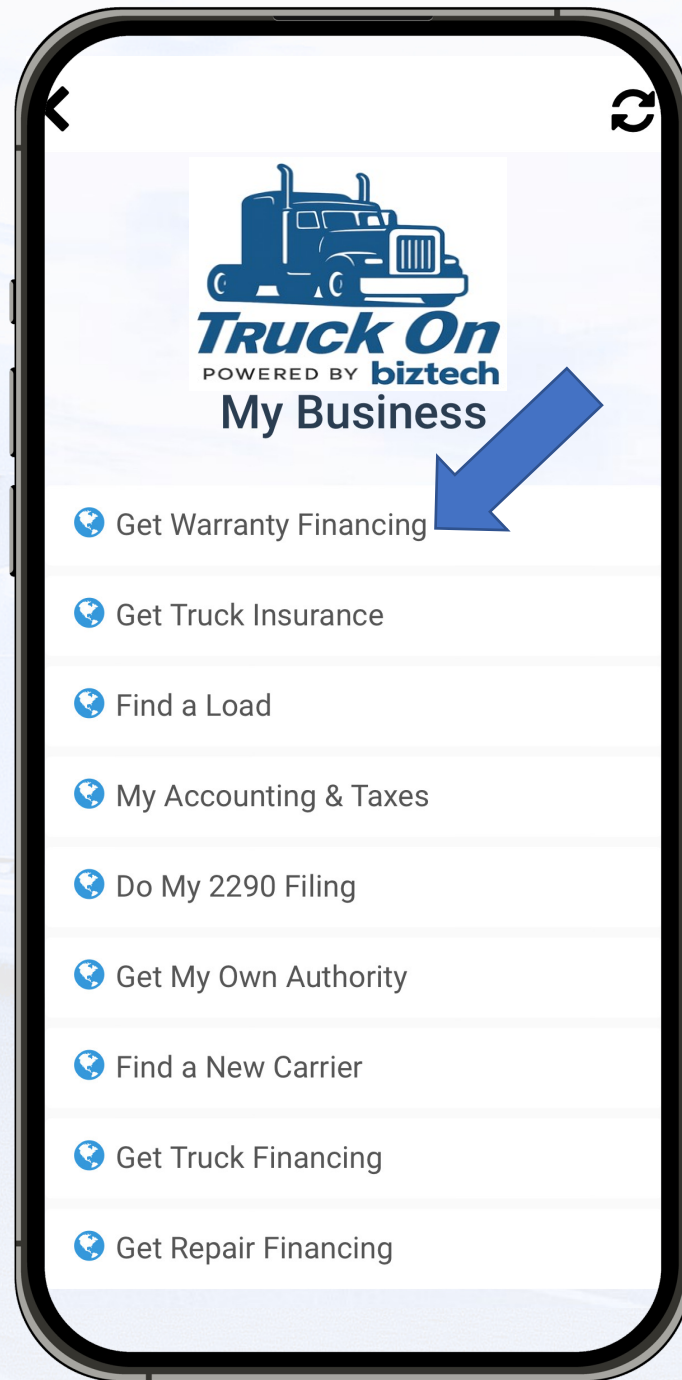 Truck On
POWERED BY biztech
My Business
Get Warranty Financing
Get Truck Insurance
Find a Load
My Accounting & Taxes
Do My 2290 Filing
Get My Own Authority
Find a New Carrier
Get Truck Financing
Get Repair Financing